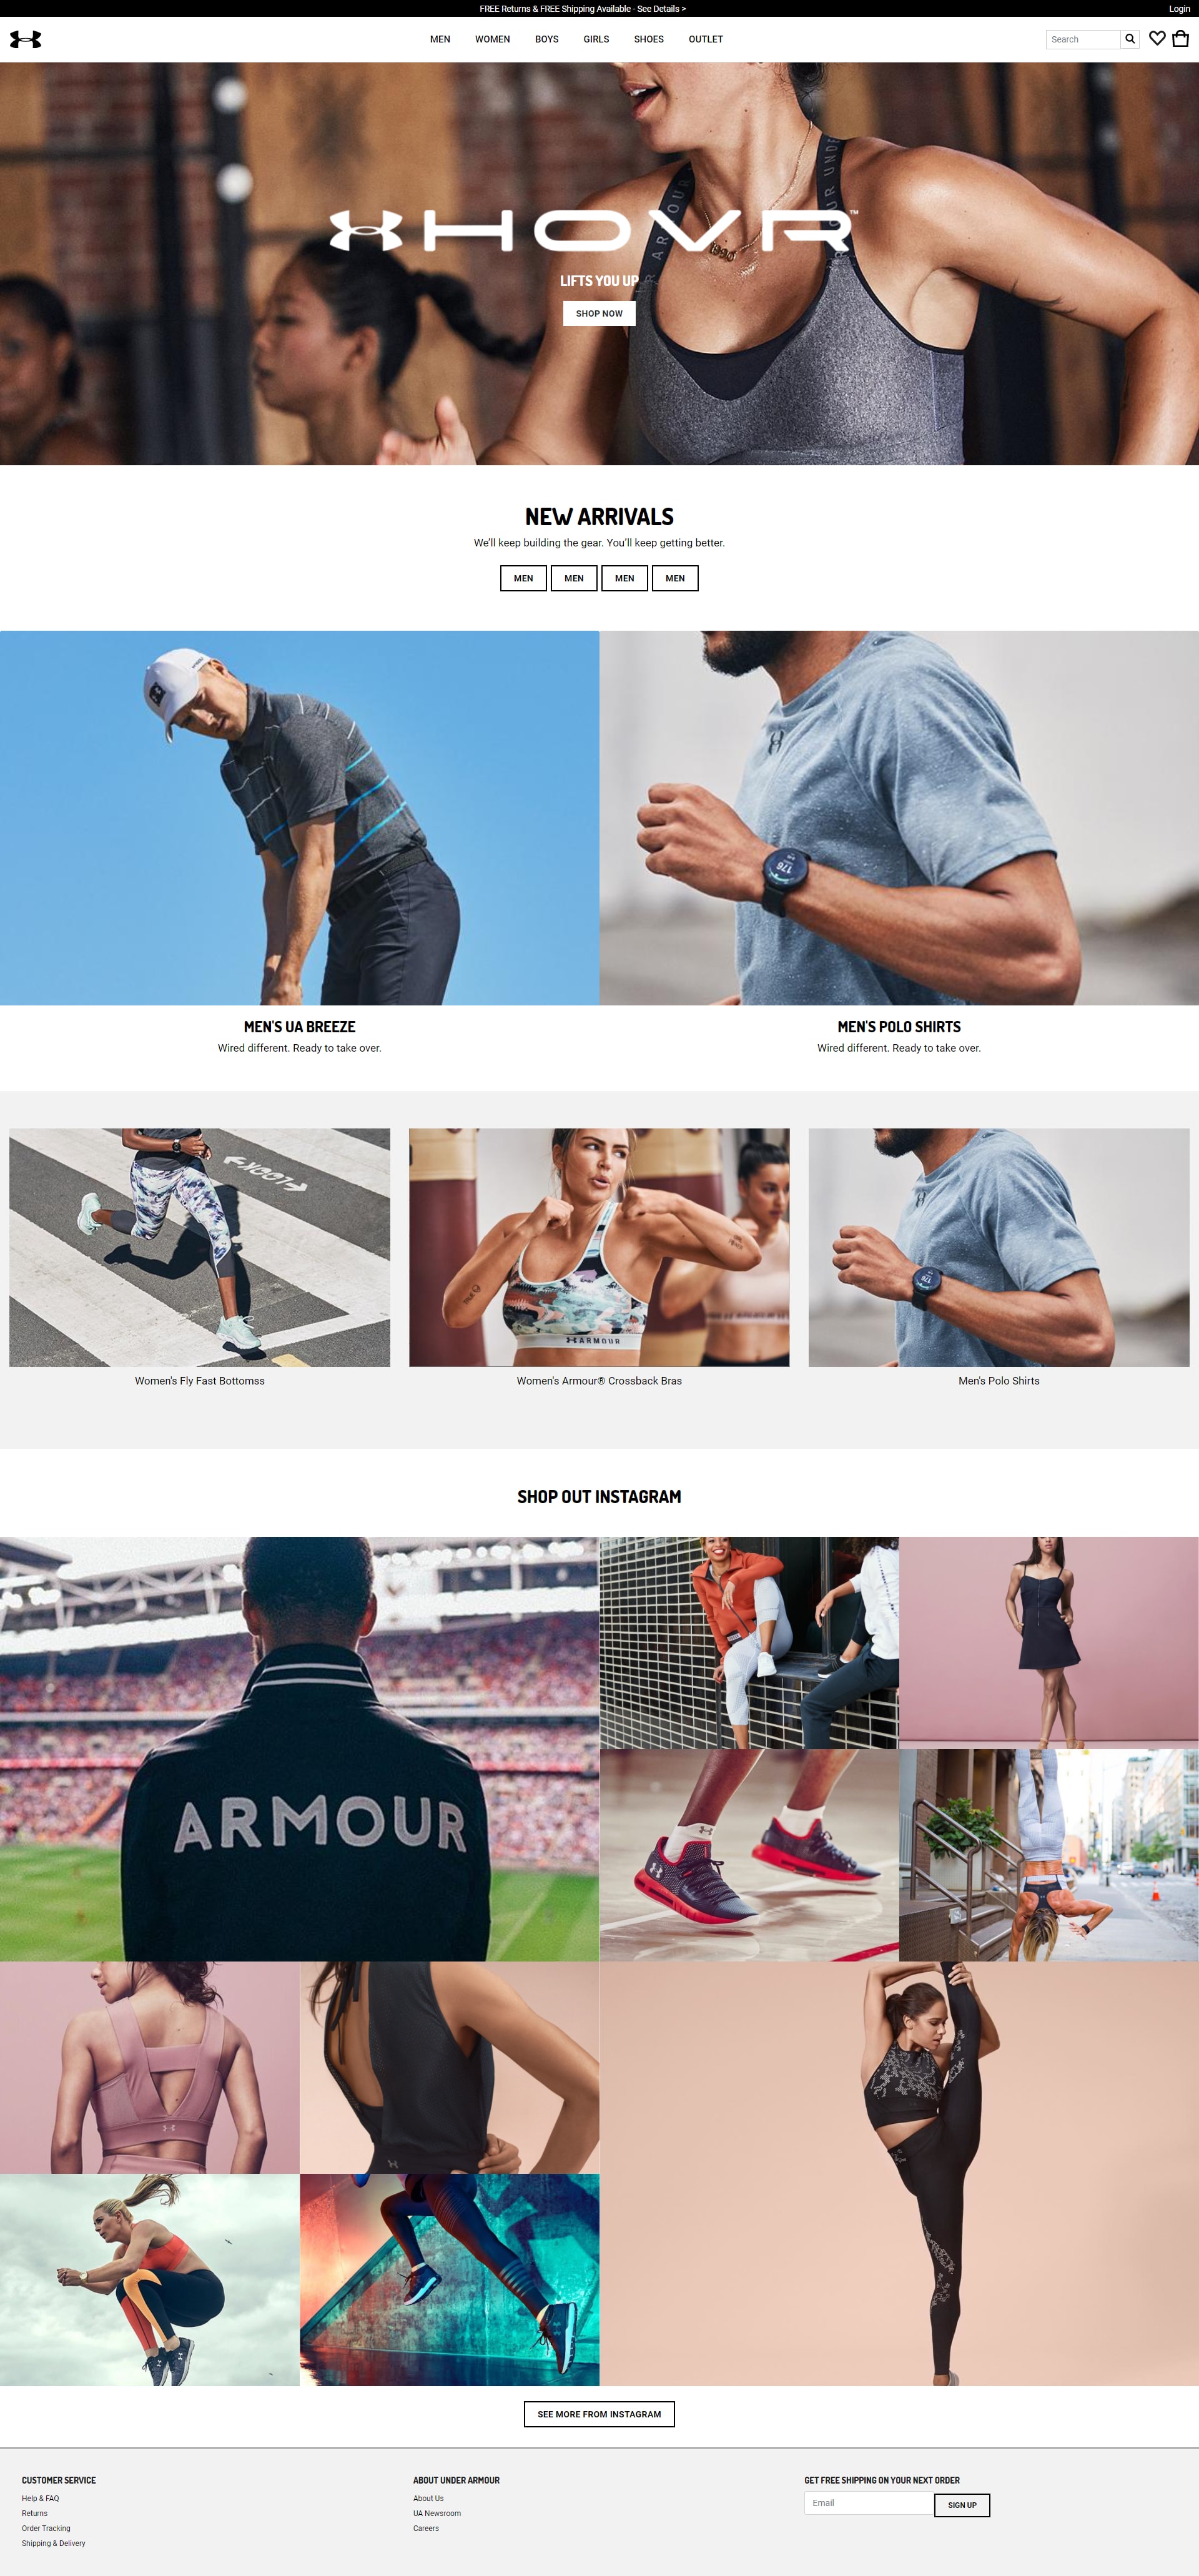 FREE Returns & FREE Shipping Available - See Details >
Login
MEN WOMEN BOYS GIRLS SHOES OUTLET
Search
HOVR™
LIFTS YOU UP
SHOP NOW
NEW ARRIVALS
We'll keep building the gear. You'll keep getting better.
MEN MEN MEN MEN
176
MEN'S UA BREEZE
Wired different. Ready to take over.
MEN'S POLO SHIRTS
Wired different. Ready to take over.
LOOK
ARMOUR
Women's Fly Fast Bottomss
Women's Armour® Crossback Bras
Men's Polo Shirts
SHOP OUT INSTAGRAM
ARMOUR
SEE MORE FROM INSTAGRAM
CUSTOMER SERVICE
Help & FAQ
Returns
Order Tracking
Shipping & Delivery
ABOUT UNDER ARMOUR
About Us
UA Newsroom
Careers
GET FREE SHIPPING ON YOUR NEXT ORDER
Email
SIGN UP